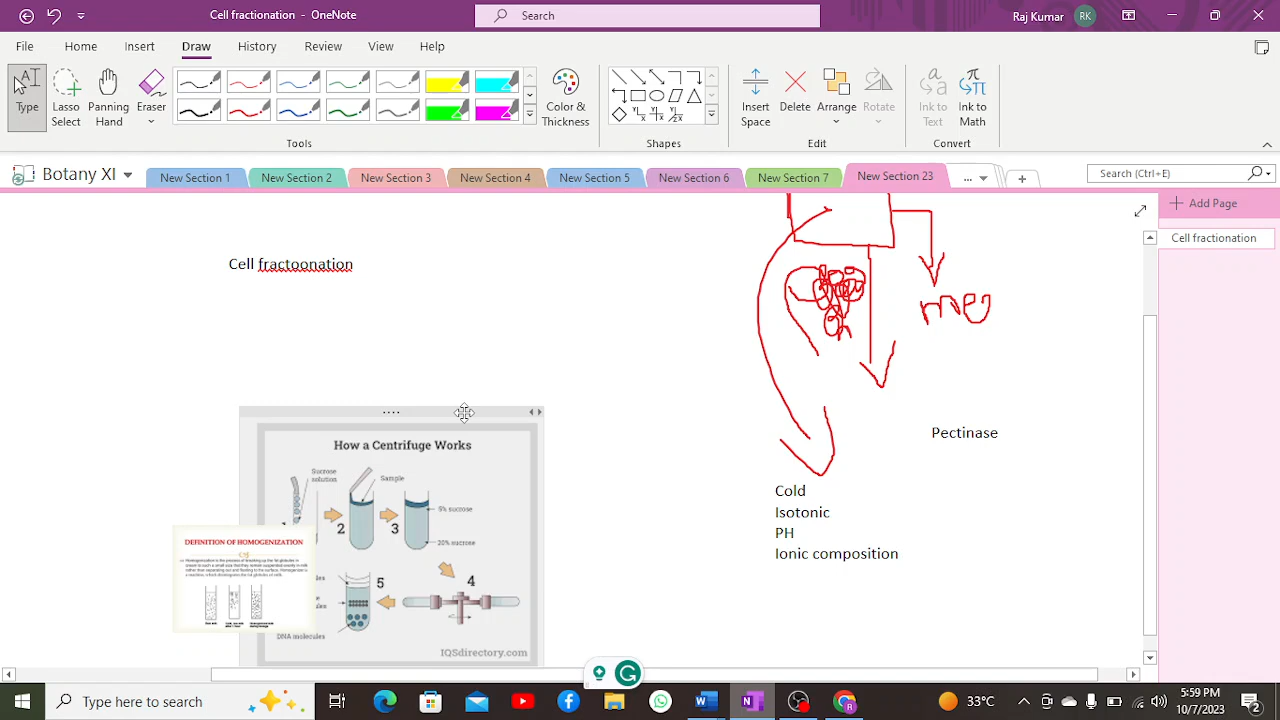 Cell fractionation - OneNote
Search
Raj Kumar
RK
File
Home
Insert
Draw
History
Review
View
Help
Type
Lasso Select
Panning Hand
Eraser
Color & Thickness
Insert Space
Delete
Arrange
Rotate
Ink to Text
Ink to Math
Tools
Shapes
Edit
Convert
Botany XI
New Section 1
New Section 2
New Section 3
New Section 4
New Section 5
New Section 6
New Section 7
New Section 23
...
Search (Ctrl+E)
Add Page
Cell fractionation
Cell fractoonation
me
How a Centrifuge Works
Sucrose solution
Sample
2
3
5% sucrose
20% sucrose
4
5
DNA molecules
IQSdirectory.com
DEFINITION OF HOMOGENIZATION
Pectinase
Cold
Isotonic
PH
Ionic composition
Type here to search
33°C
5:59 PM
10/7/2023
2